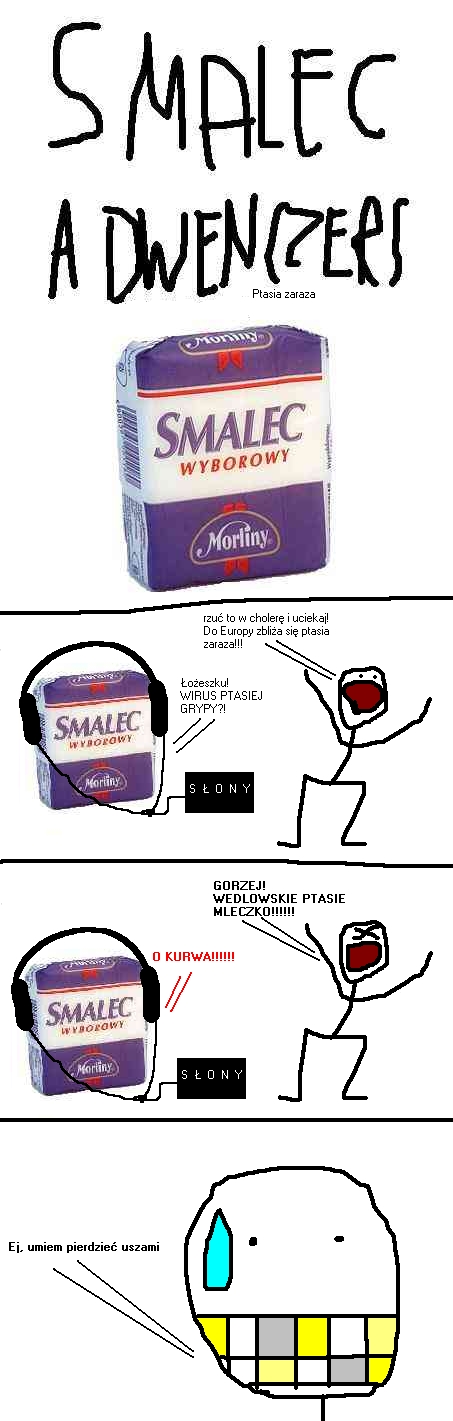 SMALEC
ADWENCZERS
Ptasia zaraza
Morliny
SMALEC
WYBOROWY
Morliny
rzuć to w cholerę i uciekaj!
Do Europy zbliża się ptasia
zaraza!!!
Łożeszku!
WIRUS PTASIEJ
GRYPY?!
SMALEC
WYBOROWY
Morliny
SŁONY
GORZEJ!
WEDLOWSKIE PTASIE
MLECZKO!!!!!!
O KURWA!!!!!!
SMALEC
WYBOROWY
Morliny
SŁONY
Ej, umiem pierdzieć uszami